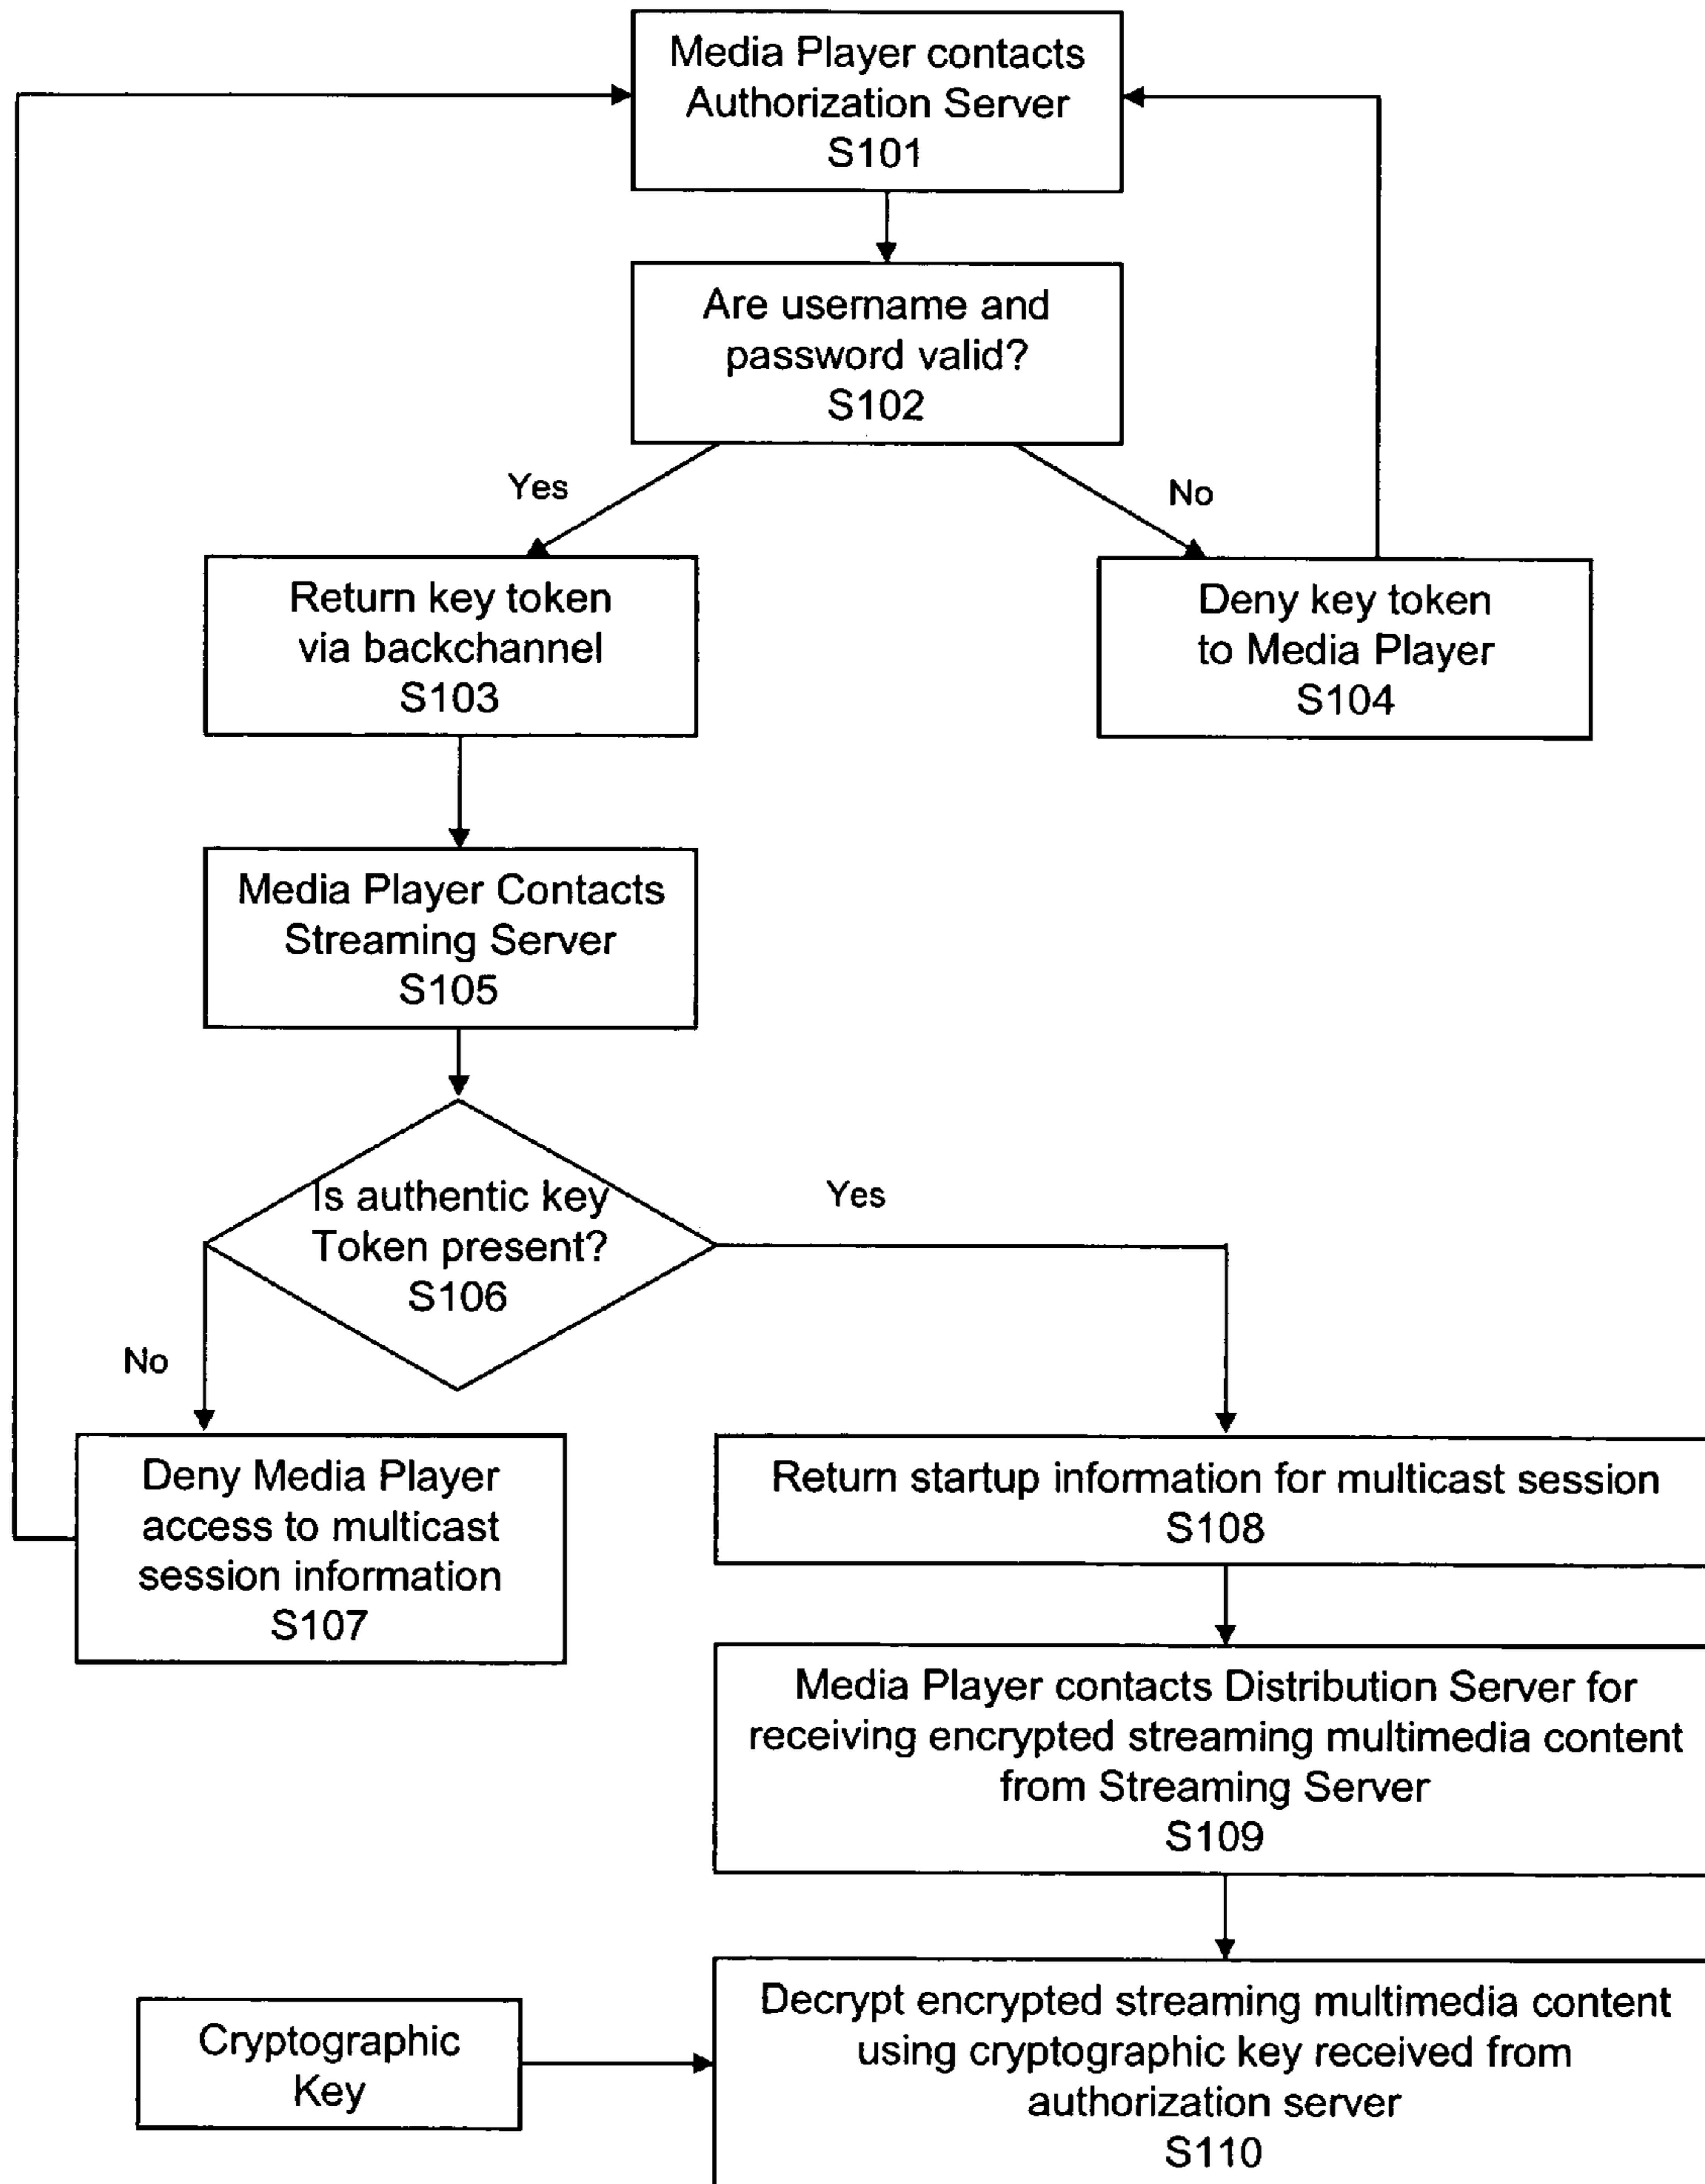 Media Player contacts
Authorization Server
S101
Are username and
password valid?
S102
Yes
No
Return key token
via backchannel
S103
Deny key token
to Media Player
S104
Media Player Contacts
Streaming Server
S105
Is authentic key
Token present?
S106
Yes
No
Deny Media Player
access to multicast
session information
S107
Return startup information for multicast session
S108
Media Player contacts Distribution Server for
receiving encrypted streaming multimedia content
from Streaming Server
S109
Cryptographic
Key
Decrypt encrypted streaming multimedia content
using cryptographic key received from
authorization server
S110